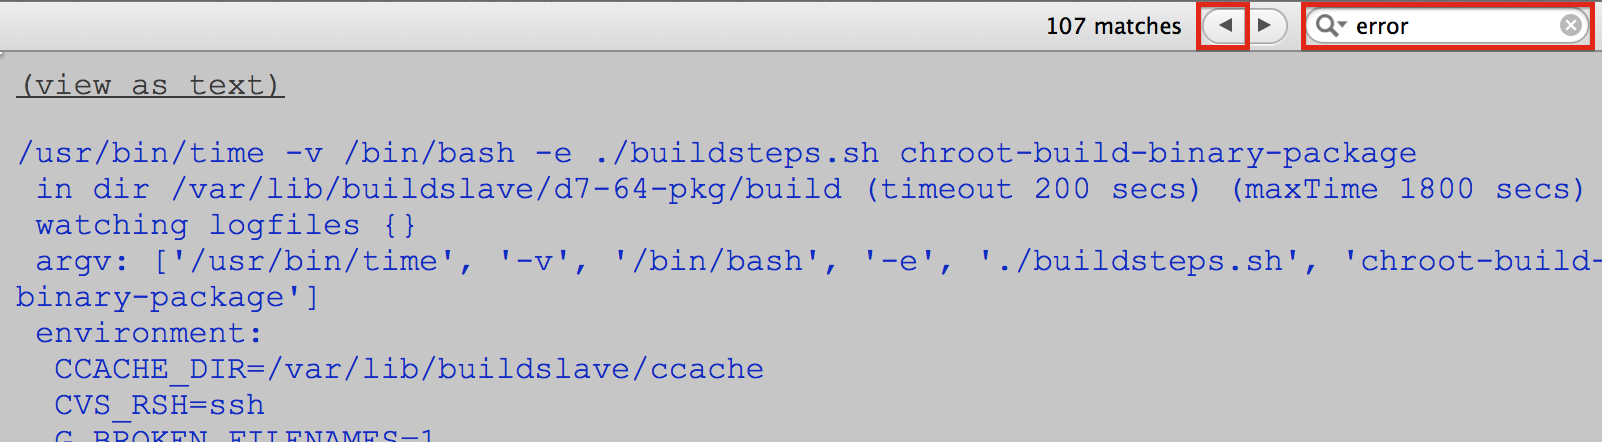 107 matches
error
(view as text)
/usr/bin/time -v /bin/bash -e ./buildsteps.sh chroot-build-binary-package
in dir /var/lib/buildslave/d7-64-pkg/build (timeout 200 secs) (maxTime 1800 secs)
watching logfiles {}
argv: ['/usr/bin/time', '-v', '/bin/bash', '-e', './buildsteps.sh', 'chroot-build-
binary-package']
environment:
CCACHE_DIR=/var/lib/buildslave/ccache
CVS_RSH=ssh
G_BROKEN_FILENAMES=1